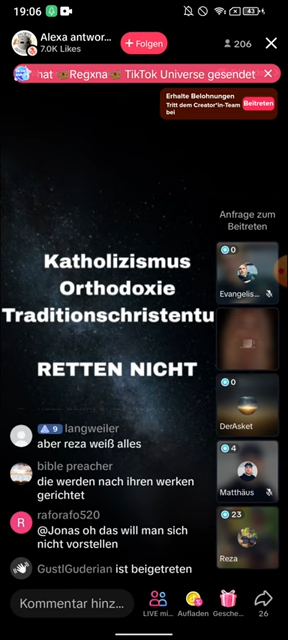 19:06
43
Alexa antwor...
7.0K Likes
+ Folgen
206
hat Regxna TikTok Universe gesendet
Erhalte Belohnungen
Tritt dem Creator*in-Team
bei
Beitreten
Anfrage zum
Beitreten
0
Evangelis...
Katholizismus
Orthodoxie
Traditionschristentu
RETTEN NICHT
0
DerAsket
4
Matthäus
23
Reza
9 langweiler
aber reza weiß alles
bible preacher
die werden nach ihren werken
gerichtet
R
raforafo520
@Jonas oh das will man sich
nicht vorstellen
GustlGuderian ist beigetreten
Kommentar hinz...
LIVE mi...
Aufladen
Gesche...
26